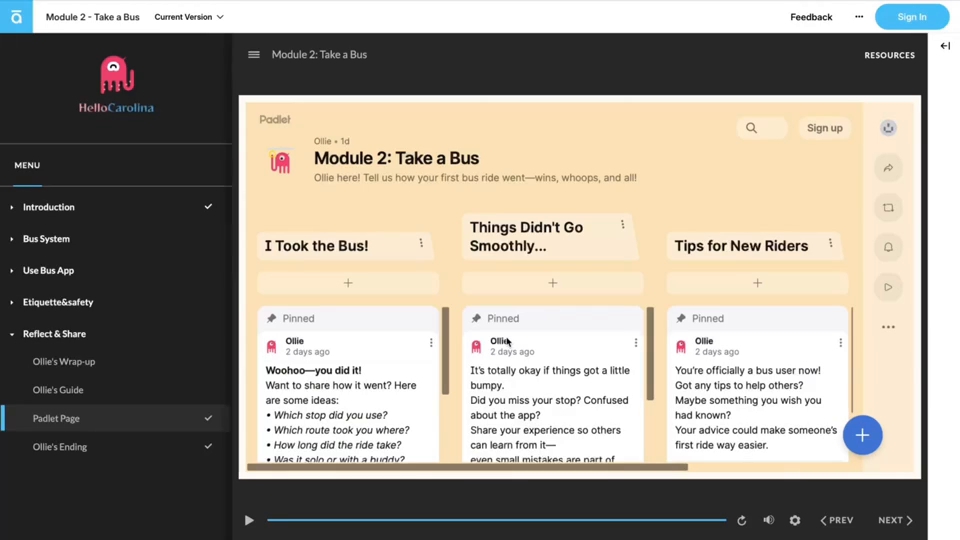 Module 2 - Take a Bus
Current Version
Feedback
Sign In
HelloCarolina
Module 2: Take a Bus
RESOURCES
MENU
Introduction
Bus System
Use Bus App
Etiquette&safety
Reflect & Share
Ollie's Wrap-up
Ollie's Guide
Padlet Page
Ollie's Ending
Padlet
Ollie • 1d
Module 2: Take a Bus
Ollie here! Tell us how your first bus ride went—wins, whoops, and all!
Sign up
I Took the Bus!
Pinned
Ollie
2 days ago
Woohoo—you did it!
Want to share how it went? Here
are some ideas:
• Which stop did you use?
• Which route took you where?
• How long did the ride take?
• Was it solo or with a buddy?
Things Didn't Go
Smoothly...
Pinned
Ollie
2 days ago
It's totally okay if things got a little
bumpy.
Did you miss your stop? Confused
about the app?
Share your experience so others
can learn from it—
even small mistakes are part of
Tips for New Riders
Pinned
Ollie
2 days ago
You're officially a bus user now!
Got any tips to help others?
Maybe something you wish you
had known?
Your advice could make someone's
first ride way easier.
PREV
NEXT